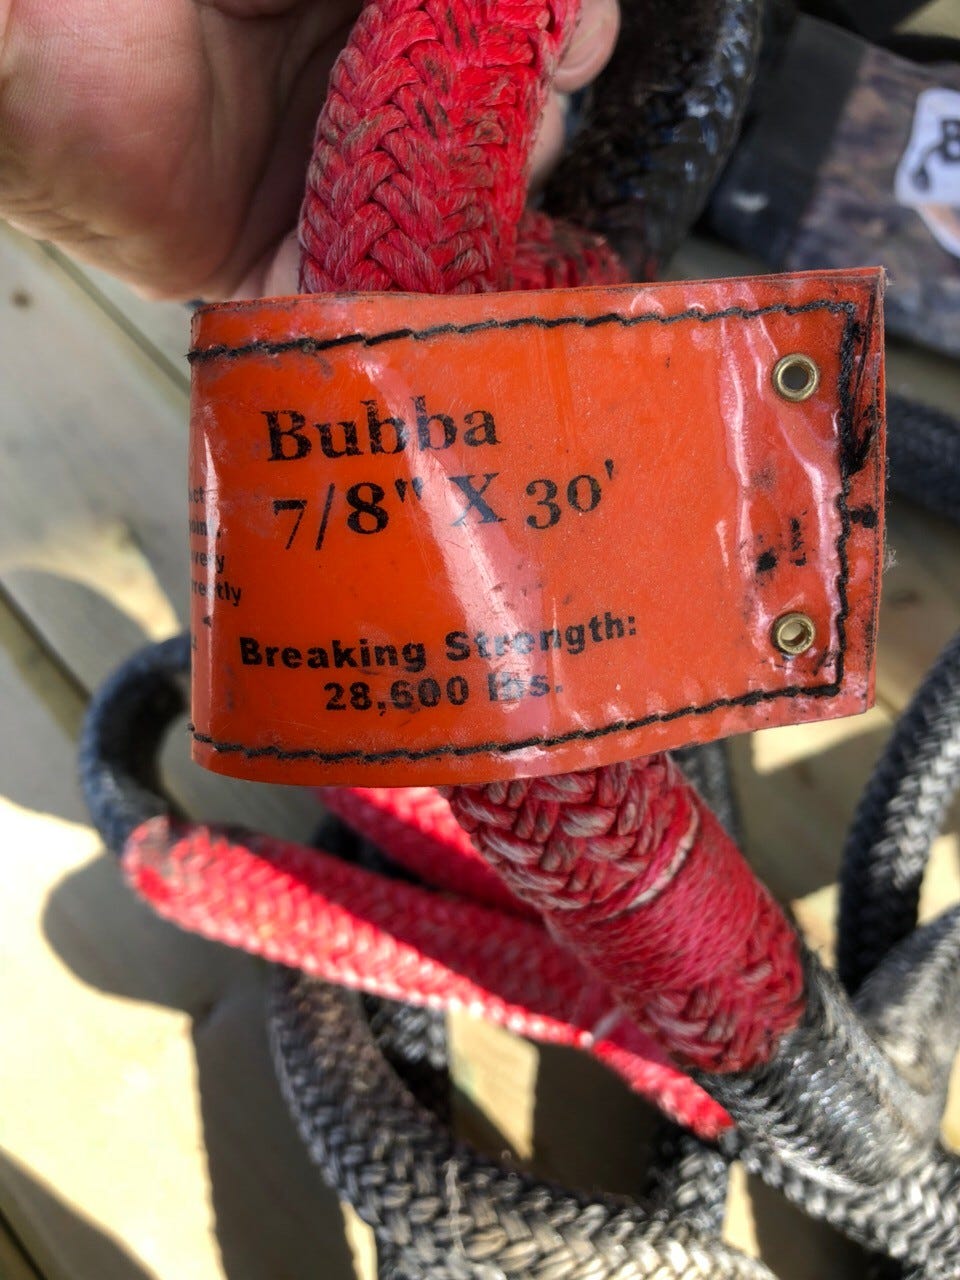 Bubba
7/8" X 30'
Breaking Strength:
28,600 lbs.